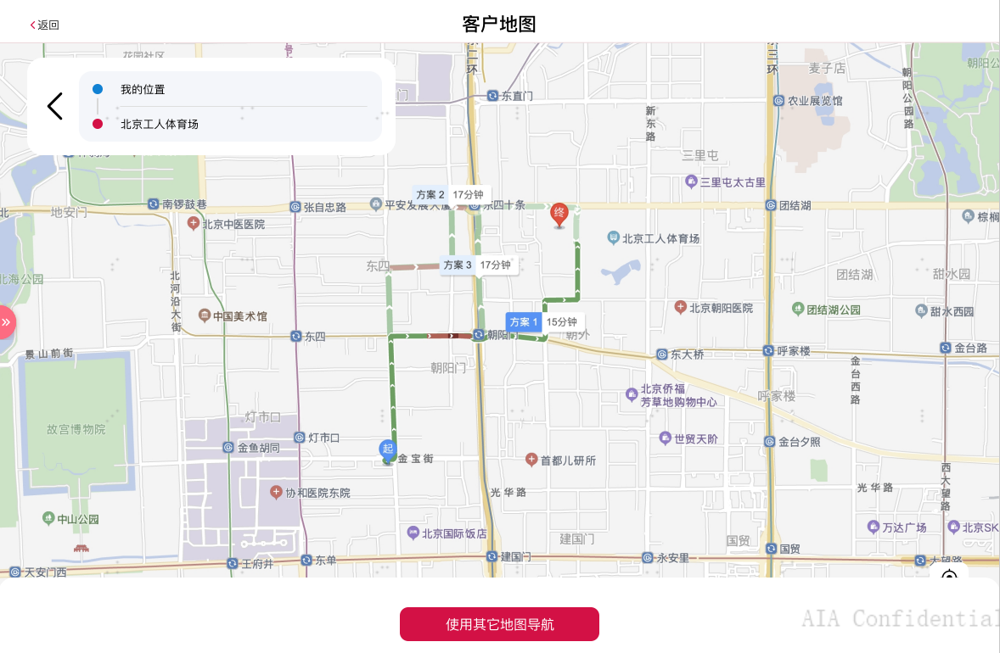 返回
客户地图
我的位置
北京工人体育场
花园社区
二环
三环
麦子店
朝阳公园路
东直门
农业展览馆
新东路
三里屯
三里屯太古里
南锣鼓巷
张自忠路
方案 2 17分钟
东四十条
终
团结湖
棕榈
北
地安门
北京中医医院
北京工人体育场
北海公园
北河沿大街
东四
方案 3 17分钟
团结湖
甜水园
中国美术馆
北京朝阳医院
团结湖公园
甜水西园
方案 1 15分钟
东四
朝阳门
朝外
景山前街
东大桥
呼家楼
金台路
朝阳门
金台西路
北京侨福
芳草地购物中心
呼家楼
故宫博物院
灯市口
灯市口
金鱼胡同
世贸天阶
金台夕照
起
金宝街
首都儿研所
西大望路
协和医院东院
光华路
光华路
中山公园
北京国际饭店
建国门
国贸
万达广场
北京SK
王府井
东单
建国门
永安里
国贸
天安门西
使用其它地图导航
AIA Confidential